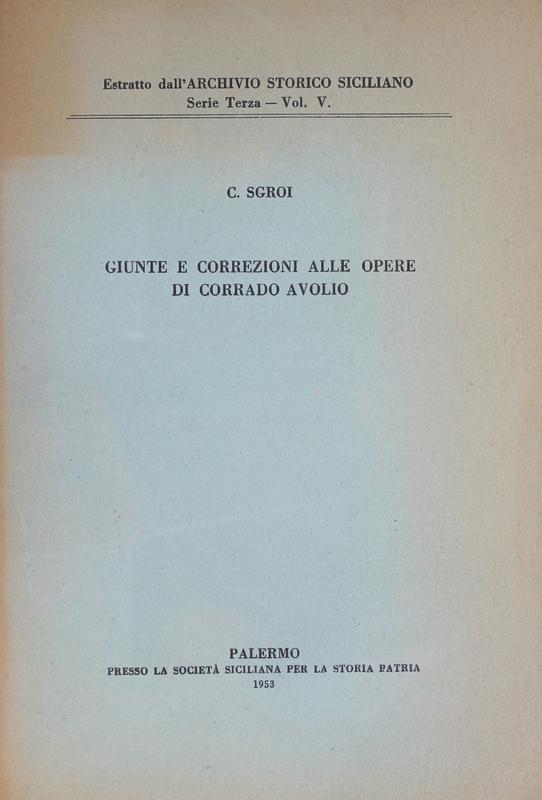 Estratto dall'ARCHIVIO STORICO SICILIANO
Serie Terza — Vol. V.
C. SGROI
GIUNTE E CORREZIONI ALLE OPERE
DI CORRADO AVOLIO
PALERMO
PRESSO LA SOCIETÀ SICILIANA PER LA STORIA PATRIA
1953